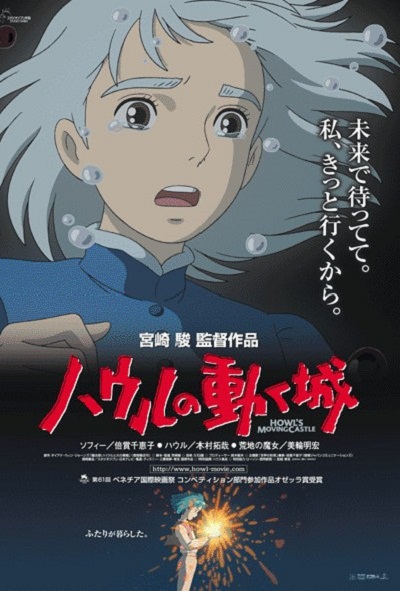 未来で待ってて。
私、きっと行くから。
宮崎 駿 監督作品
ハウルの動く城
HOWL'S
MOVING CASTLE
ソフィー／倍賞千恵子 ● ハウル／木村拓哉 ● 荒地の魔女／美輪明宏
http://www.howl-movie.com
第61回 ベネチア国際映画祭 コンペティション部門参加作品オゼッラ賞受賞
ふたりが暮らした。